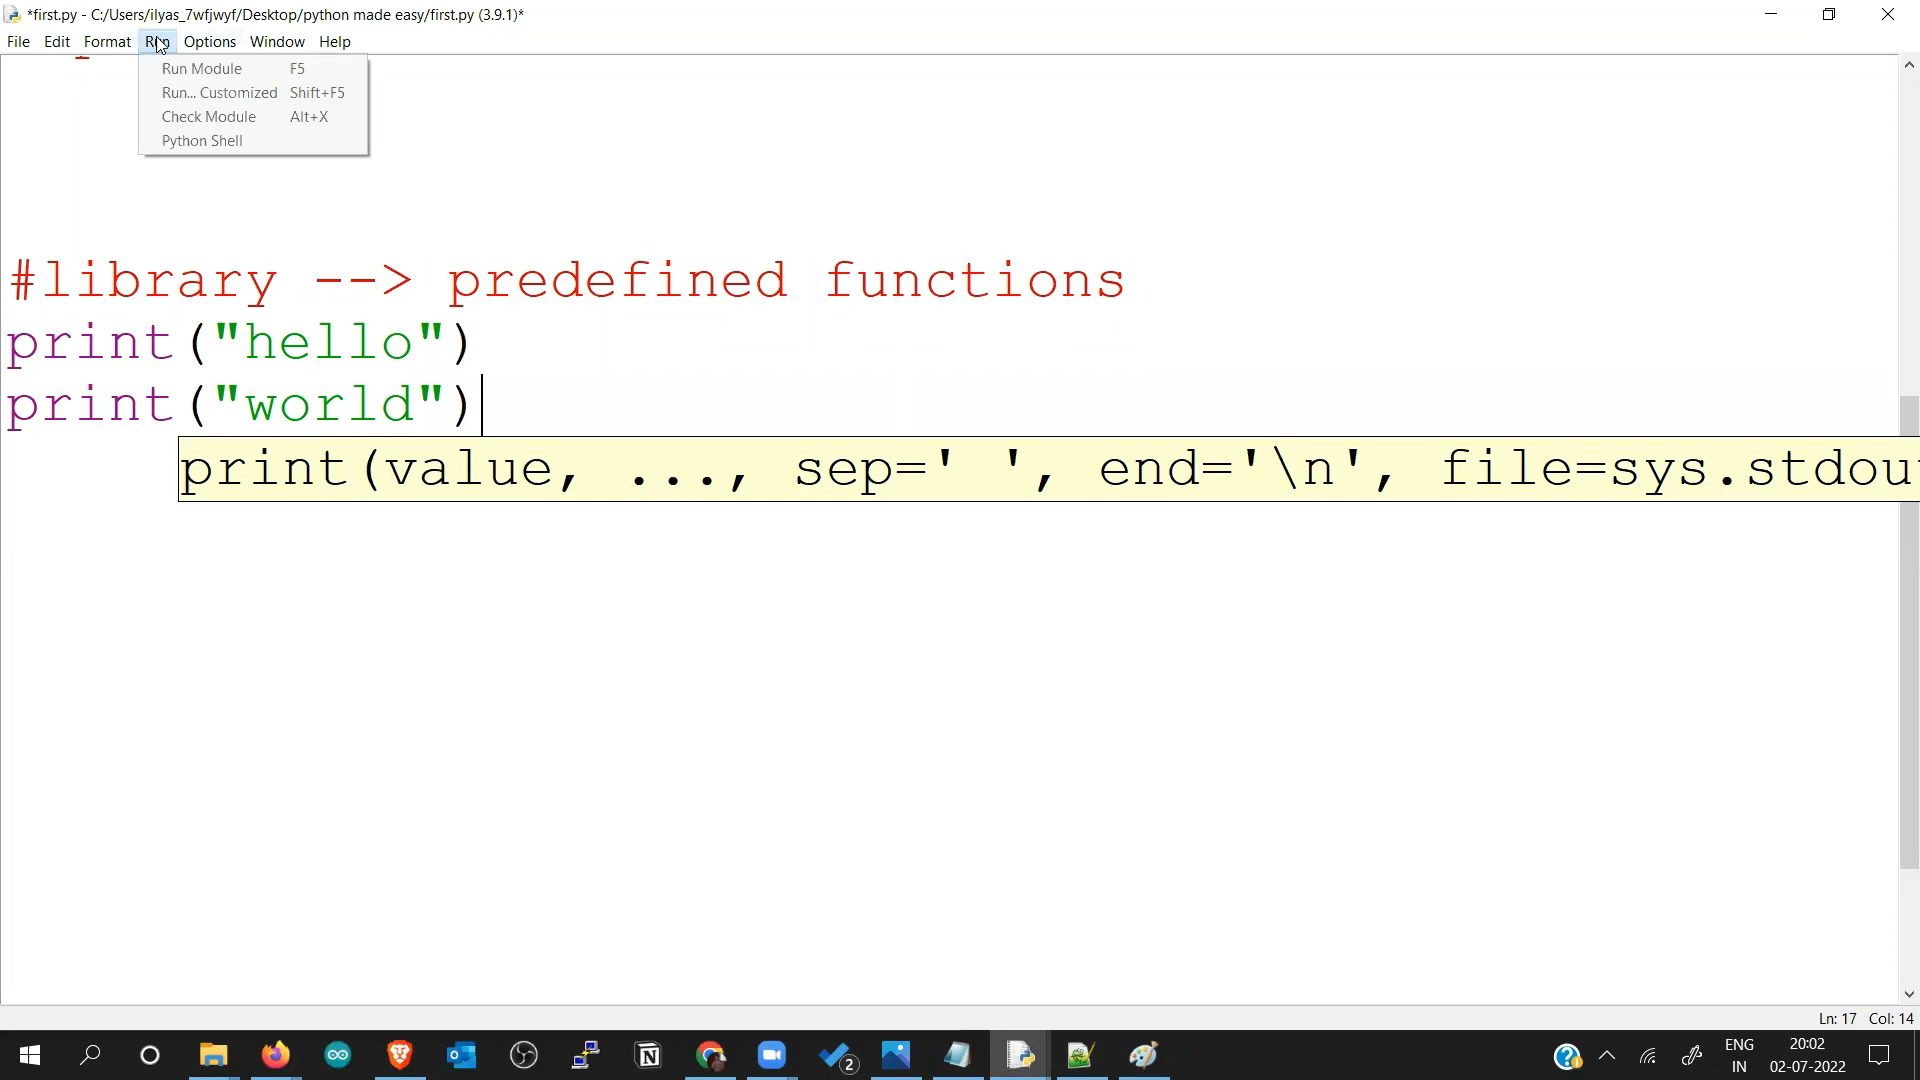 *first.py - C:/Users/ilyas_7wfjwyf/Desktop/python made easy/first.py (3.9.1)*
File Edit Format Run Options Window Help
Run Module F5
Run... Customized Shift+F5
Check Module Alt+X
Python Shell
#library --> predefined functions
print("hello")
print("world")
print(value, ..., sep=' ', end='\n', file=sys.stdou
Ln: 17 Col: 14
2
ENG 20:02
IN 02-07-2022